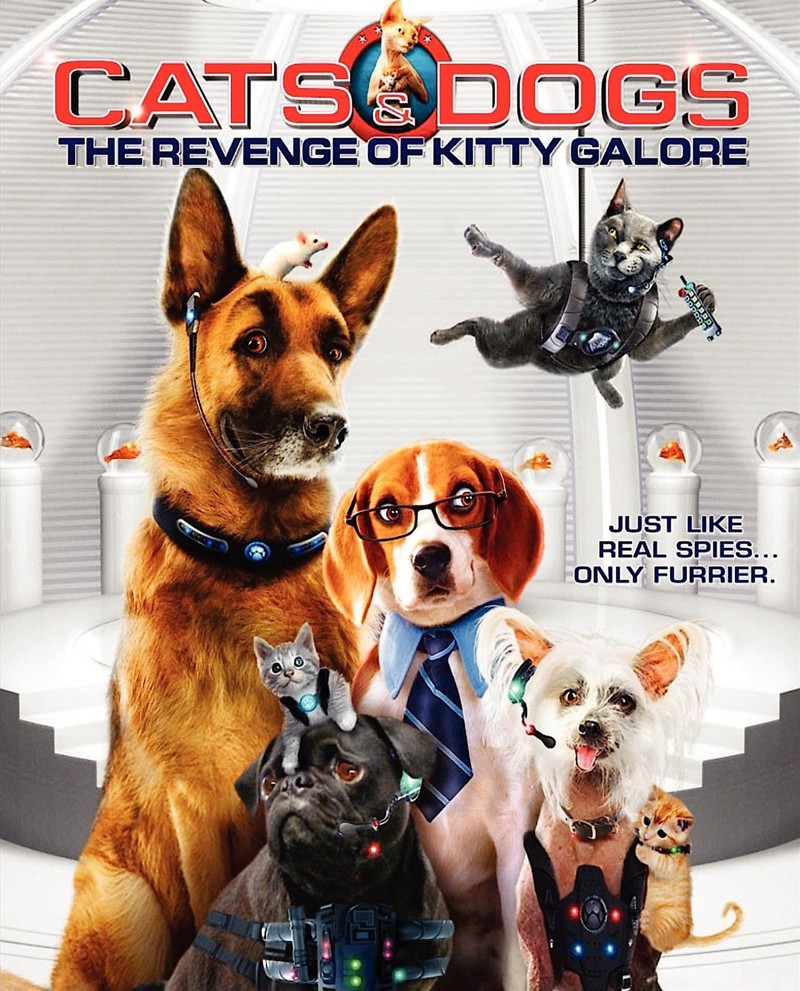 CATS & DOGS
THE REVENGE OF KITTY GALORE
JUST LIKE
REAL SPIES...
ONLY FURRIER.